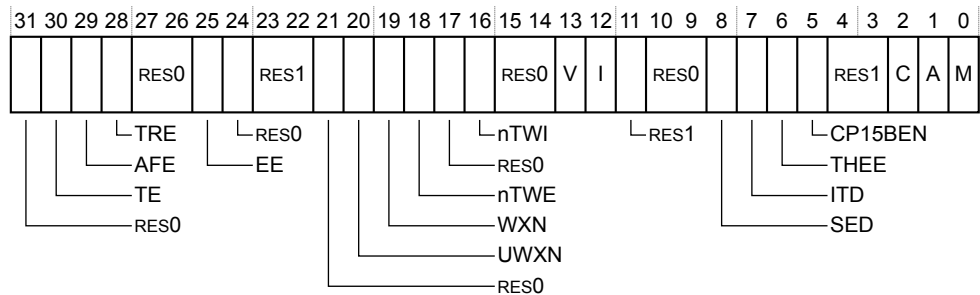 31 30 29 28 27 26 25 24 23 22 21 20 19 18 17 16 15 14 13 12 11 10 9 8 7 6 5 4 3 2 1 0
RES0 RES1 RES0 V I RES0 RES1 C A M
TRE RES0 nTWI RES1 CP15BEN
AFE EE RES0 THEE
TE nTWE ITD
RES0 WXN SED
UWXN
RES0